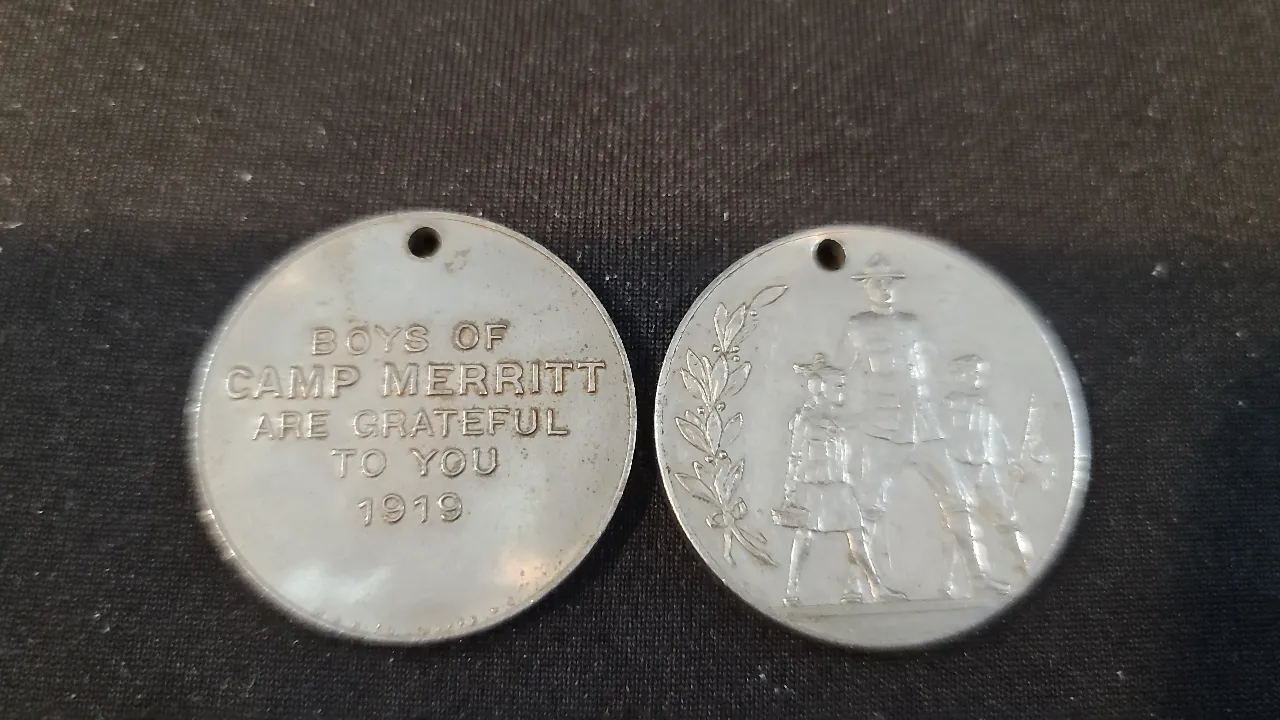 BOYS OF
CAMP MERRITT
ARE GRATEFUL
TO YOU
1919